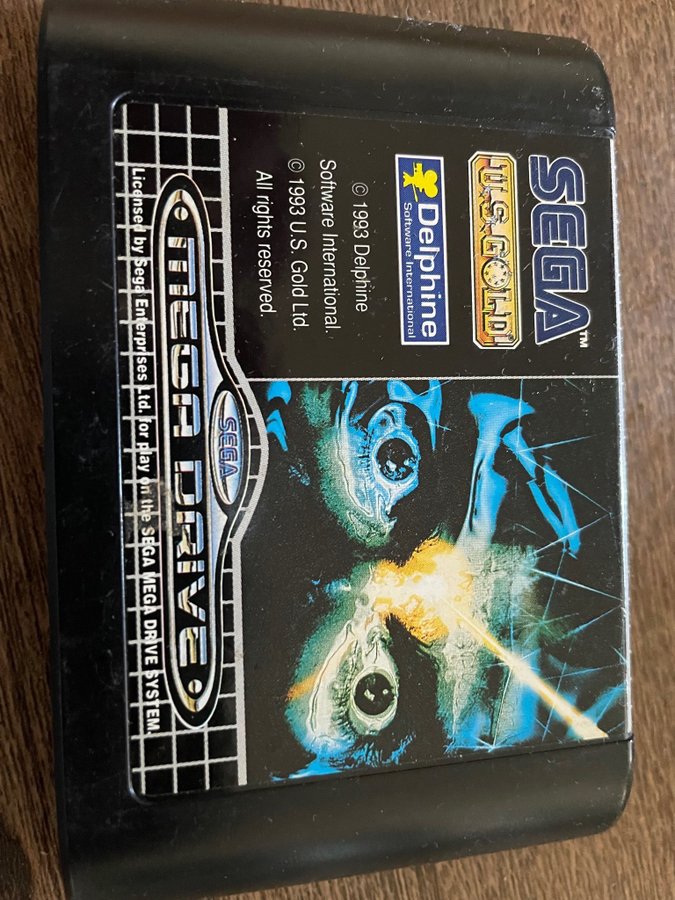 SEGA™
U.S. GOLD
Delphine
Software International
© 1993 Delphine
Software International.
© 1993 U.S. Gold Ltd.
All rights reserved.
SEGA
MEGA DRIVE
Licensed by Sega Enterprises Ltd. for play on the SEGA MEGA DRIVE SYSTEM.